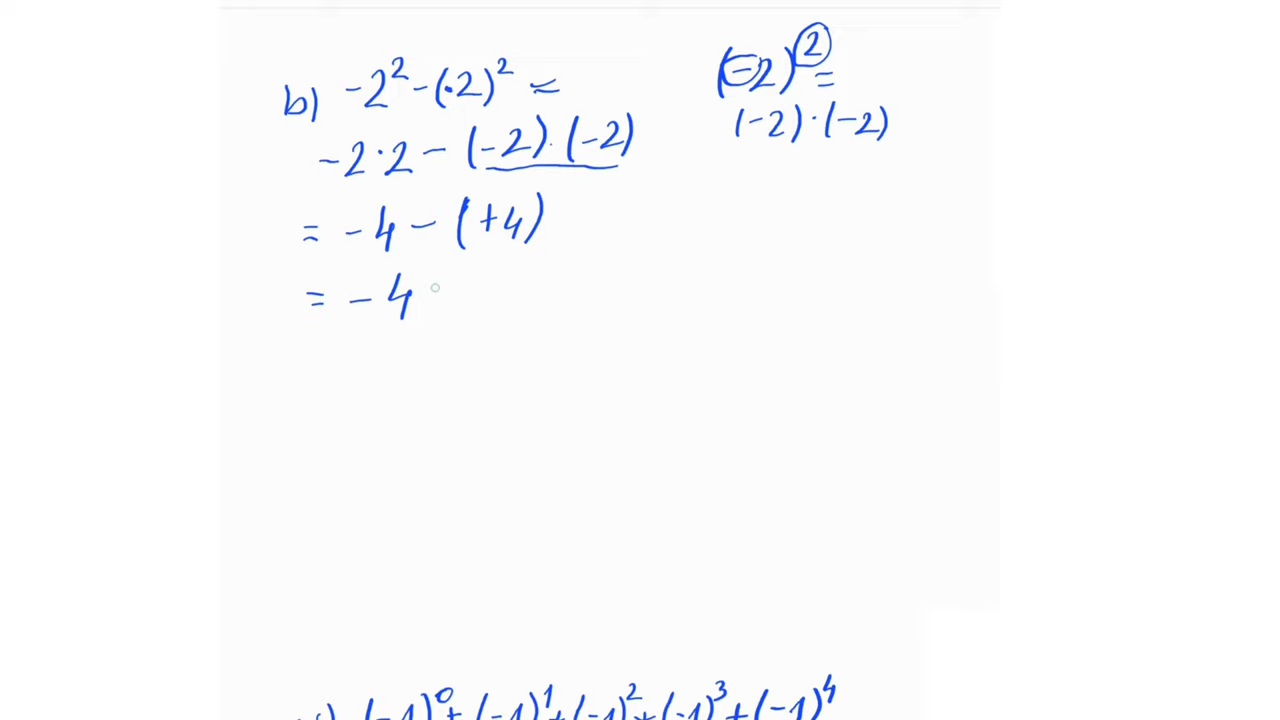 b) -2² - (-2)² =
-2·2 - (-2)·(-2)
= -4 - (+4)
= -4
(-2)² =
(-2)·(-2)
c) (-1)⁰ + (-1)¹ + (-1)² + (-1)³ + (-1)⁴